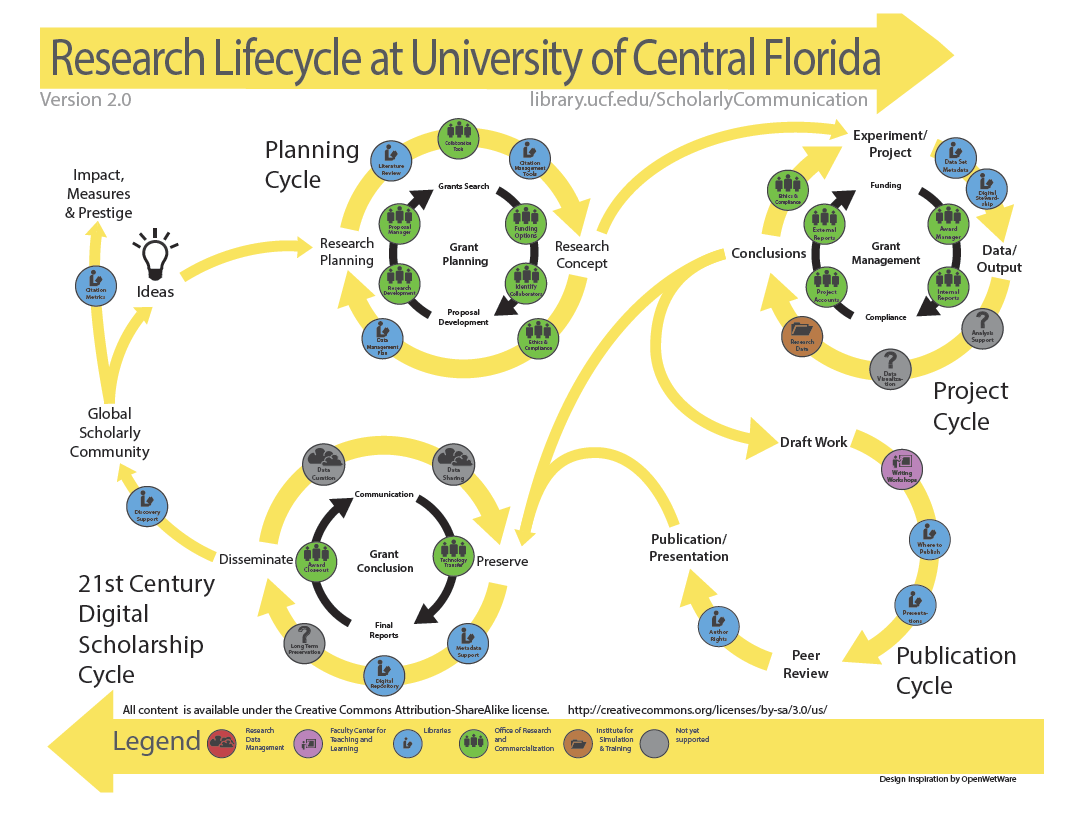 Research Lifecycle at University of Central Florida
Version 2.0
library.ucf.edu/ScholarlyCommunication
Planning
Cycle
Collaborative
Tools
Literature
Review
Citation
Management
Tools
Grants Search
Proposal
Manager
Funding
Options
Research
Planning
Grant
Planning
Research
Concept
Research
Development
Identify
Collaborators
Proposal
Development
Data
Management
Plan
Ethics &
Compliance
Impact,
Measures
& Prestige
Citation
Metrics
Ideas
Global
Scholarly
Community
Experiment/
Project
Data Set
Metadata
Digital
Steward-
ship
Ethics &
Compliance
Funding
External
Reports
Award
Manager
Conclusions
Grant
Management
Data/
Output
Project
Accounts
Internal
Reports
Compliance
Research
Data
Analysis
Support
Data
Visualiza-
tion
Project
Cycle
Draft Work
Writing
Workshops
Where to
Publish
Presenta-
tions
Publication/
Presentation
Author
Rights
Peer
Review
Publication
Cycle
Data
Curation
Data
Sharing
Communication
Discovery
Support
Disseminate
Award
Closeout
Grant
Conclusion
Technology
Transfer
Preserve
Final
Reports
Long Term
Preservation
Metadata
Support
Digital
Repository
21st Century
Digital
Scholarship
Cycle
All content is available under the Creative Commons Attribution-ShareAlike license. http://creativecommons.org/licenses/by-sa/3.0/us/
Legend
Research
Data
Management
Faculty Center for
Teaching and
Learning
Libraries
Office of Research
and
Commercialization
Institute for
Simulation
& Training
Not yet
supported
Design Inspiration by OpenWetWare